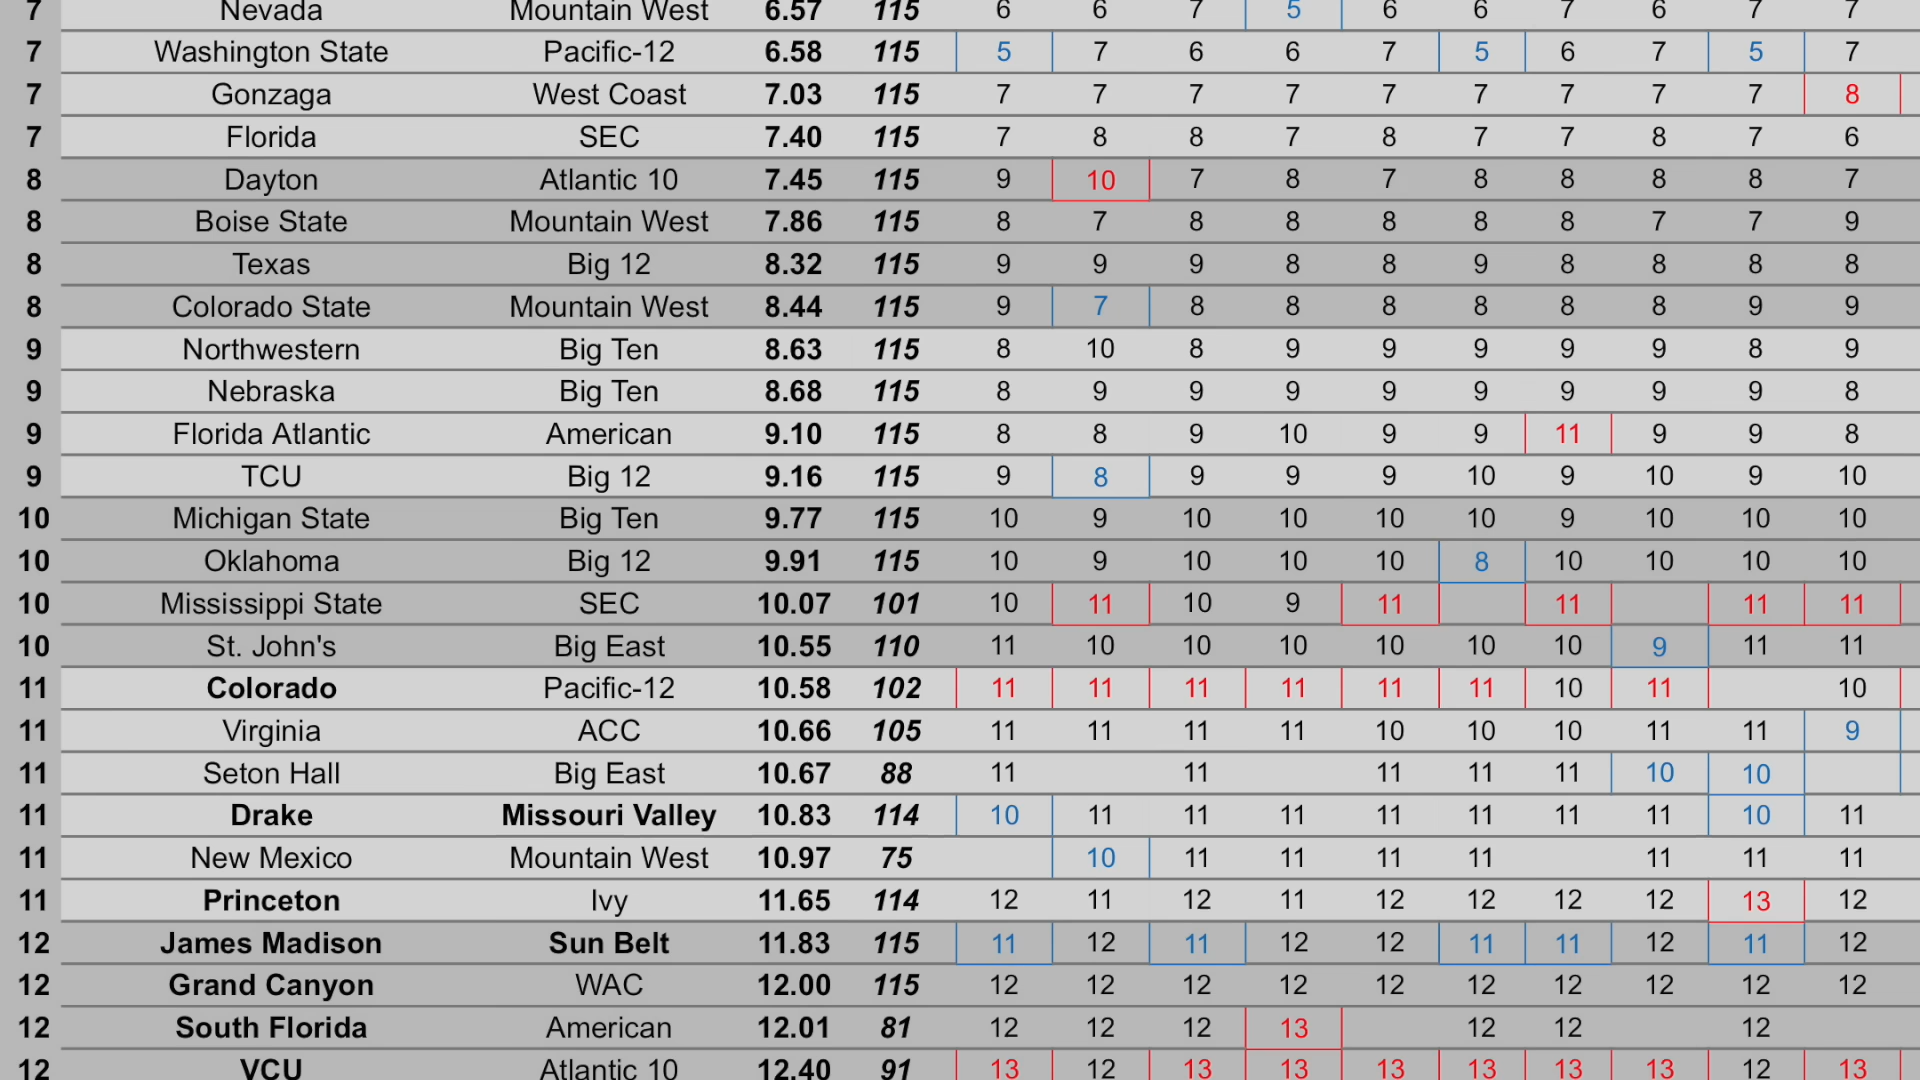 7 Nevada Mountain West 6.57 115 6 6 7 5 6 6 7 6 7 7
7 Washington State Pacific-12 6.58 115 5 7 6 6 7 5 6 7 5 7
7 Gonzaga West Coast 7.03 115 7 7 7 7 7 7 7 7 7 8
7 Florida SEC 7.40 115 7 8 8 7 8 7 7 8 7 6
8 Dayton Atlantic 10 7.45 115 9 10 7 8 7 8 8 8 8 7
8 Boise State Mountain West 7.86 115 8 7 8 8 8 8 8 7 7 9
8 Texas Big 12 8.32 115 9 9 9 8 8 9 8 8 8 8
8 Colorado State Mountain West 8.44 115 9 7 8 8 8 8 8 8 9 9
9 Northwestern Big Ten 8.63 115 8 10 8 9 9 9 9 9 8 9
9 Nebraska Big Ten 8.68 115 8 9 9 9 9 9 9 9 9 8
9 Florida Atlantic American 9.10 115 8 8 9 10 9 9 11 9 9 8
9 TCU Big 12 9.16 115 9 8 9 9 9 10 9 10 9 10
10 Michigan State Big Ten 9.77 115 10 9 10 10 10 10 9 10 10 10
10 Oklahoma Big 12 9.91 115 10 9 10 10 10 8 10 10 10 10
10 Mississippi State SEC 10.07 101 10 11 10 9 11 11 11 11
10 St. John's Big East 10.55 110 11 10 10 10 10 10 10 9 11 11
11 Colorado Pacific-12 10.58 102 11 11 11 11 11 11 10 11 10
11 Virginia ACC 10.66 105 11 11 11 11 10 10 10 11 11 9
11 Seton Hall Big East 10.67 88 11 11 11 11 11 10 10
11 Drake Missouri Valley 10.83 114 10 11 11 11 11 11 11 11 10 11
11 New Mexico Mountain West 10.97 75 10 11 11 11 11 11 11 11
11 Princeton Ivy 11.65 114 12 11 12 11 12 12 12 12 13 12
12 James Madison Sun Belt 11.83 115 11 12 11 12 12 11 11 12 11 12
12 Grand Canyon WAC 12.00 115 12 12 12 12 12 12 12 12 12 12
12 South Florida American 12.01 81 12 12 12 13 12 12 12
12 VCU Atlantic 10 12.40 91 13 12 13 13 13 13 13 13 12 13